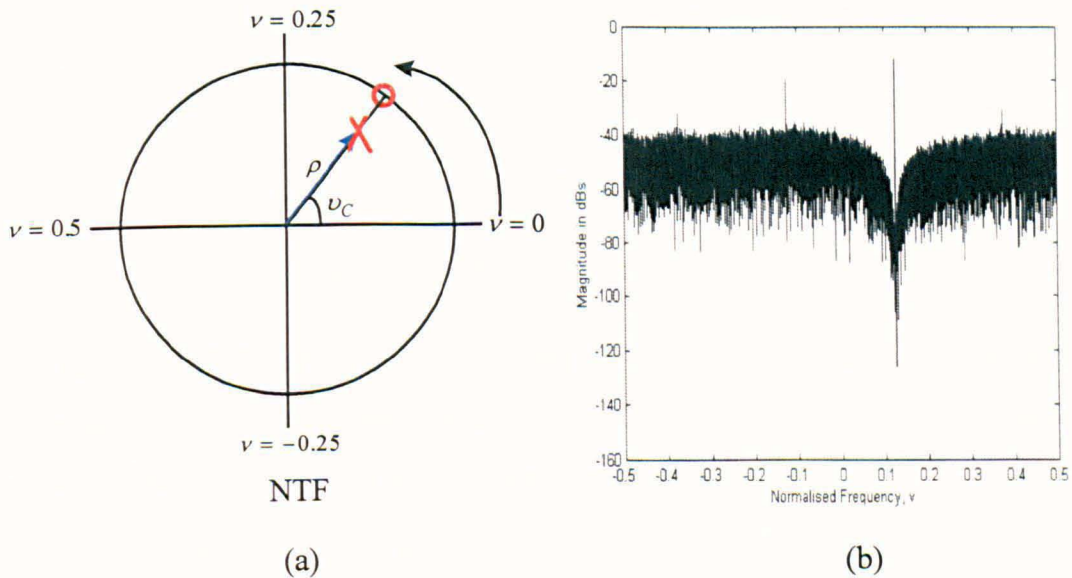 ν = 0.25
ρ
υC
ν = 0.5
ν = 0
ν = −0.25
NTF
(a)
0
-20
-40
-60
-80
-100
-120
-140
-160
Magnitude in dBs
-0.5 -0.4 -0.3 -0.2 -0.1 0 0.1 0.2 0.3 0.4 0.5
Normalised Frequency, v
(b)